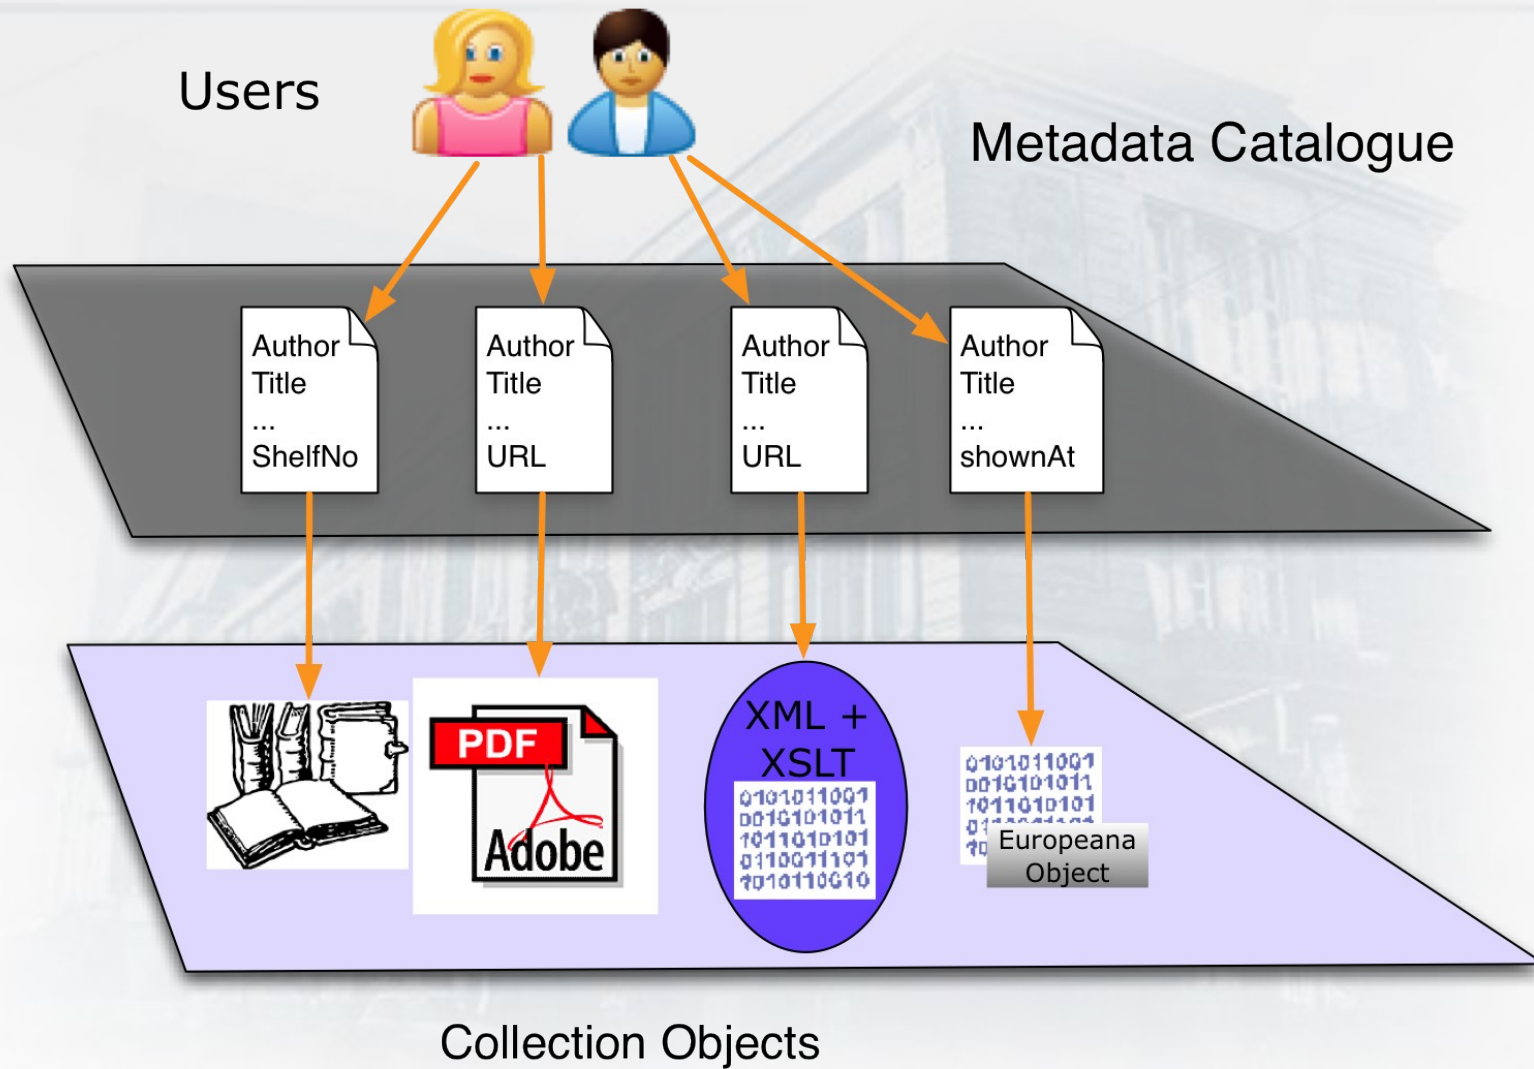 Users
Metadata Catalogue
Author
Title
...
ShelfNo
Author
Title
...
URL
Author
Title
...
URL
Author
Title
...
shownAt
PDF
Adobe
XML +
XSLT
0101011001
0010101011
1011010101
0110011101
1010110010
0101011001
0010101011
1011010101
Europeana
Object
Collection Objects